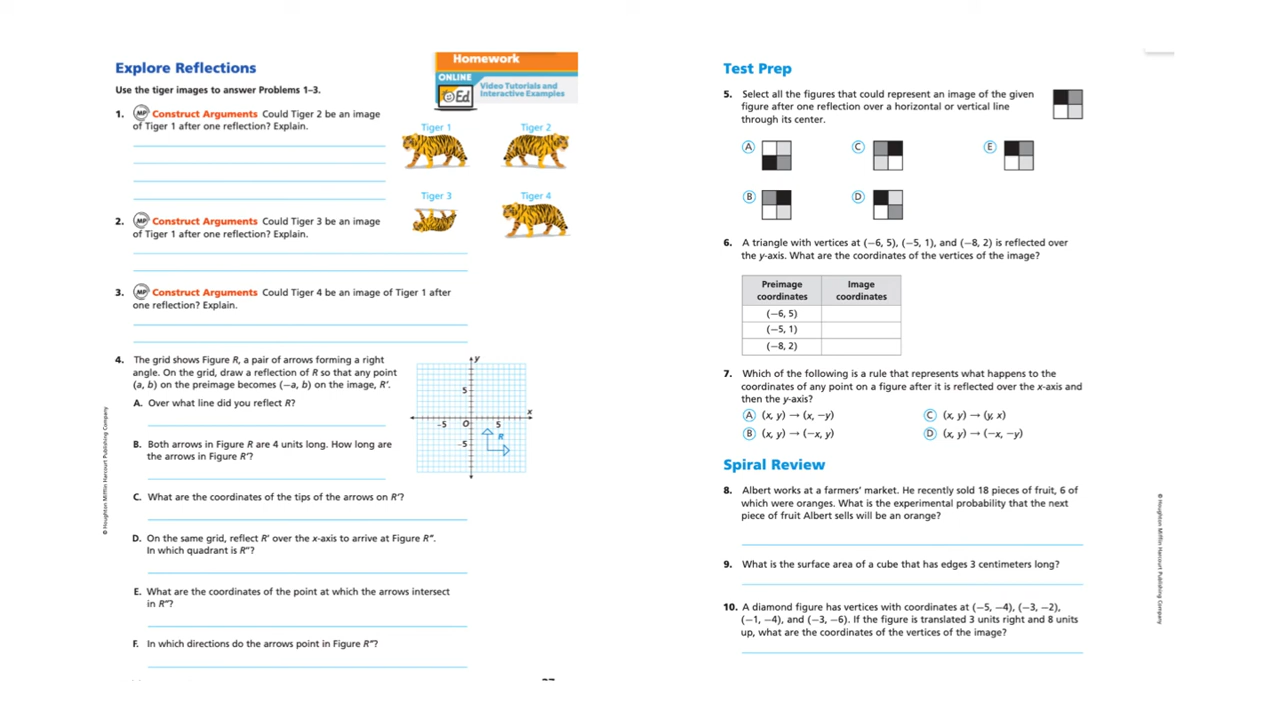 Explore Reflections
Homework
ONLINE
Ed
Video Tutorials and
Interactive Examples
Use the tiger images to answer Problems 1–3.
1. MP Construct Arguments Could Tiger 2 be an image
of Tiger 1 after one reflection? Explain.
Tiger 1
Tiger 2
Tiger 3
Tiger 4
2. MP Construct Arguments Could Tiger 3 be an image
of Tiger 1 after one reflection? Explain.
3. MP Construct Arguments Could Tiger 4 be an image of Tiger 1 after
one reflection? Explain.
4. The grid shows Figure R, a pair of arrows forming a right
angle. On the grid, draw a reflection of R so that any point
(a, b) on the preimage becomes (−a, b) on the image, R′.
A. Over what line did you reflect R?
B. Both arrows in Figure R are 4 units long. How long are
the arrows in Figure R′?
y
5
x
−5
O
5
R
−5
C. What are the coordinates of the tips of the arrows on R′?
D. On the same grid, reflect R′ over the x-axis to arrive at Figure R″.
In which quadrant is R″?
E. What are the coordinates of the point at which the arrows intersect
in R″?
F. In which directions do the arrows point in Figure R″?
© Houghton Mifflin Harcourt Publishing Company
Test Prep
5. Select all the figures that could represent an image of the given
figure after one reflection over a horizontal or vertical line
through its center.
A
C
E
B
D
6. A triangle with vertices at (−6, 5), (−5, 1), and (−8, 2) is reflected over
the y-axis. What are the coordinates of the vertices of the image?
Preimage coordinates
Image coordinates
(−6, 5)
(−5, 1)
(−8, 2)
7. Which of the following is a rule that represents what happens to the
coordinates of any point on a figure after it is reflected over the x-axis and
then the y-axis?
A (x, y) → (x, −y)
C (x, y) → (y, x)
B (x, y) → (−x, y)
D (x, y) → (−x, −y)
Spiral Review
8. Albert works at a farmers’ market. He recently sold 18 pieces of fruit, 6 of
which were oranges. What is the experimental probability that the next
piece of fruit Albert sells will be an orange?
9. What is the surface area of a cube that has edges 3 centimeters long?
10. A diamond figure has vertices with coordinates at (−5, −4), (−3, −2),
(−1, −4), and (−3, −6). If the figure is translated 3 units right and 8 units
up, what are the coordinates of the vertices of the image?
© Houghton Mifflin Harcourt Publishing Company